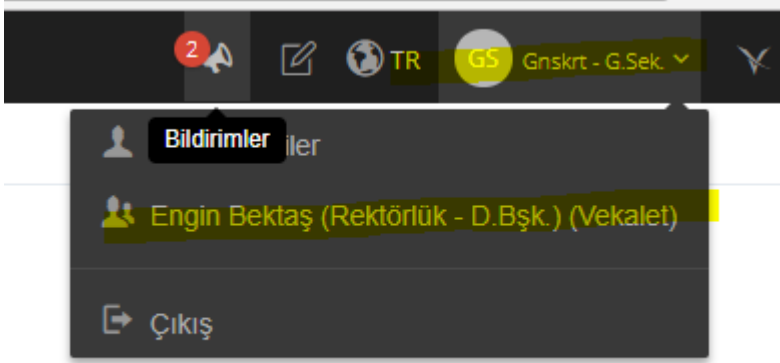 2
TR
GS
Gnskrt - G.Sek.
Bildirimler
iler
Engin Bektaş (Rektörlük - D.Bşk.) (Vekalet)
Çıkış